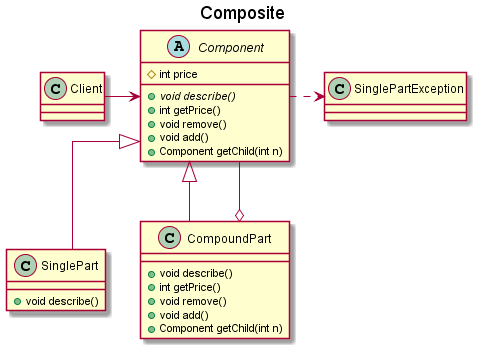 Composite
A Component
int price
void describe()
int getPrice()
void remove()
void add()
Component getChild(int n)
C Client
C SinglePartException
C SinglePart
void describe()
C CompoundPart
void describe()
int getPrice()
void remove()
void add()
Component getChild(int n)